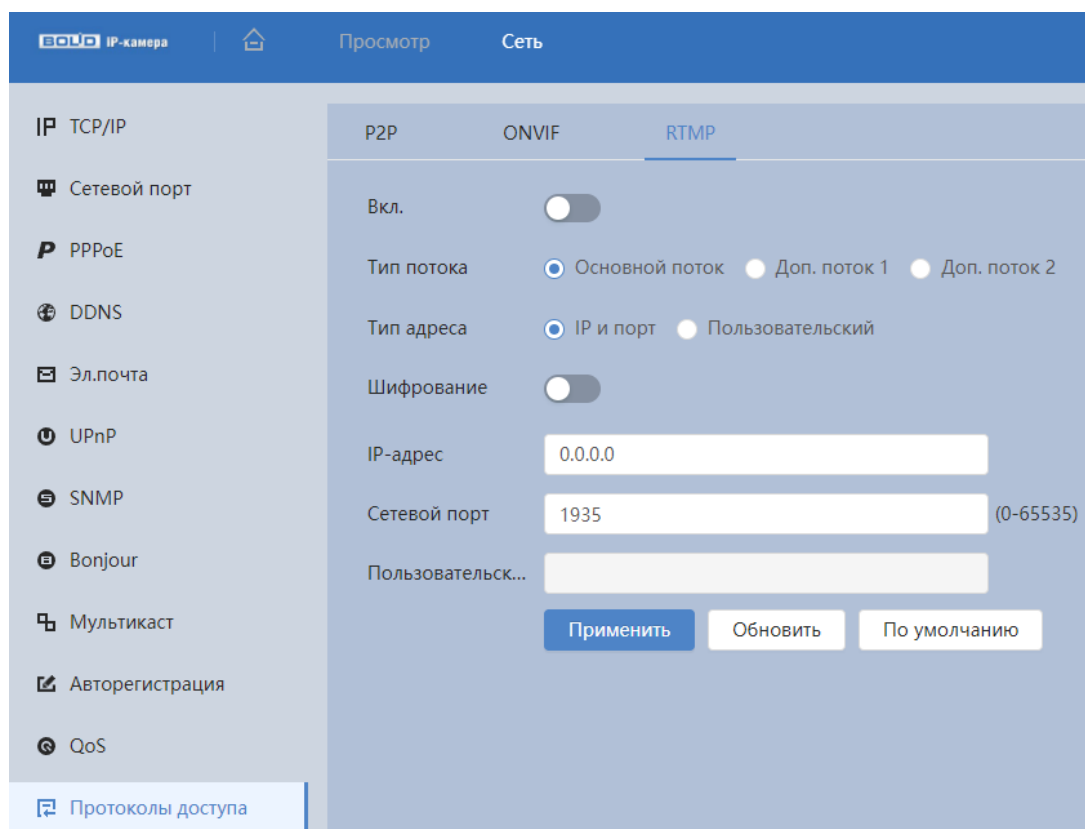 BOLID IP-камера Просмотр Сеть
IP TCP/IP
Сетевой порт
PPPoE
DDNS
Эл.почта
UPnP
SNMP
Bonjour
Мультикаст
Авторегистрация
QoS
Протоколы доступа
P2P ONVIF RTMP
Вкл.
Тип потока Основной поток Доп. поток 1 Доп. поток 2
Тип адреса IP и порт Пользовательский
Шифрование
IP-адрес 0.0.0.0
Сетевой порт 1935 (0-65535)
Пользовательск...
Применить Обновить По умолчанию